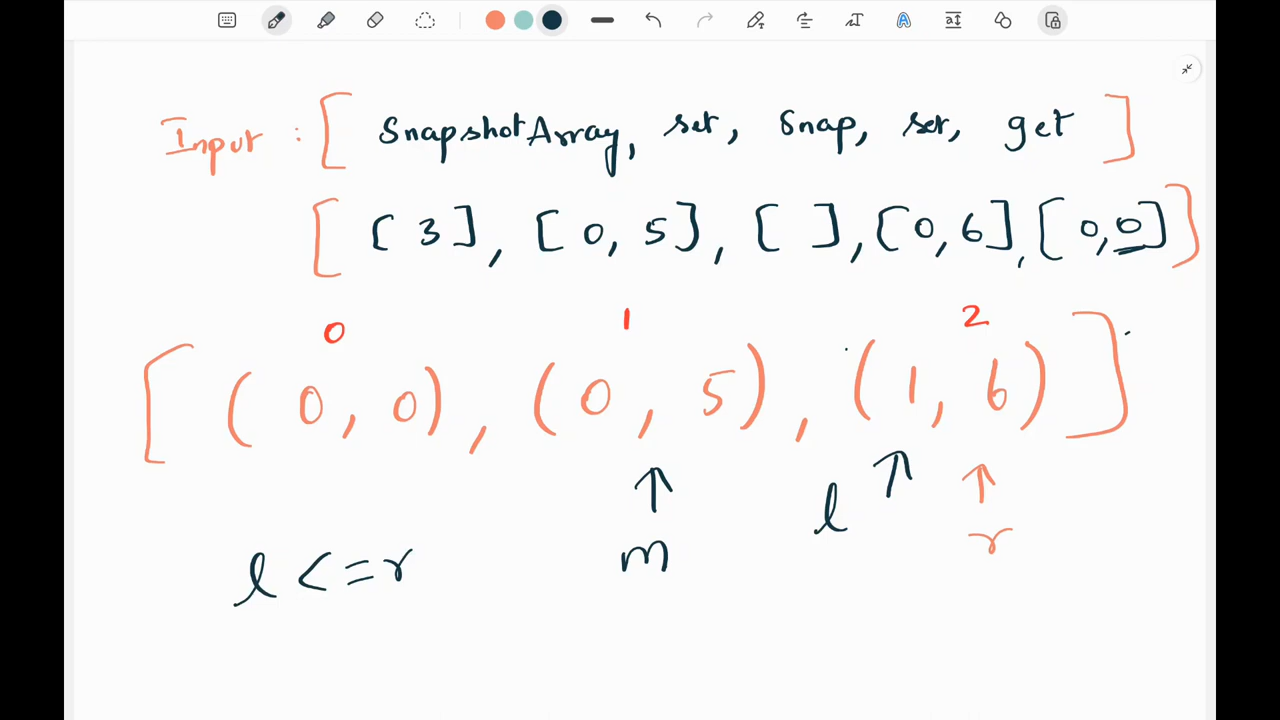 Input : [ SnapshotArray, set, Snap, set, get ]
[ [ 3 ], [ 0, 5 ], [ ], [ 0, 6 ], [ 0, 0 ] ]
0 1 2
[ ( 0, 0 ), ( 0, 5 ), ( 1, 6 ) ]
l <= r m l r